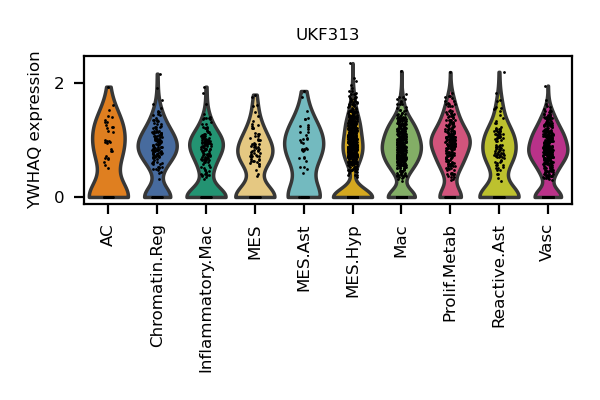 UKF313
YWHAQ expression
2
0
AC
Chromatin.Reg
Inflammatory.Mac
MES
MES.Ast
MES.Hyp
Mac
Prolif.Metab
Reactive.Ast
Vasc